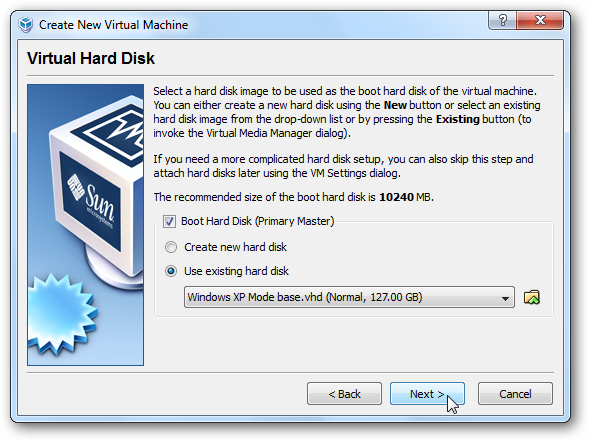 Create New Virtual Machine
Virtual Hard Disk
Select a hard disk image to be used as the boot hard disk of the virtual machine.
You can either create a new hard disk using the New button or select an existing
hard disk image from the drop-down list or by pressing the Existing button (to
invoke the Virtual Media Manager dialog).
If you need a more complicated hard disk setup, you can also skip this step and
attach hard disks later using the VM Settings dialog.
The recommended size of the boot hard disk is 10240 MB.
Boot Hard Disk (Primary Master)
Create new hard disk
Use existing hard disk
Windows XP Mode base.vhd (Normal, 127.00 GB)
Sun
microsystems
< Back
Next >
Cancel